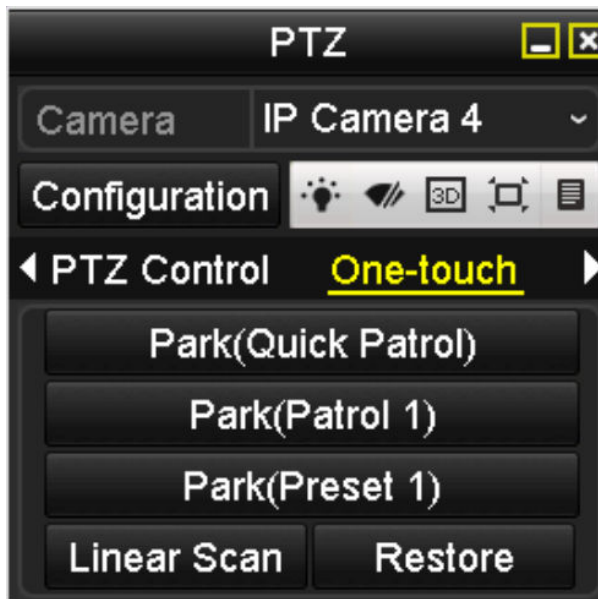 PTZ
Camera IP Camera 4
Configuration 3D
PTZ Control One-touch
Park(Quick Patrol)
Park(Patrol 1)
Park(Preset 1)
Linear Scan Restore